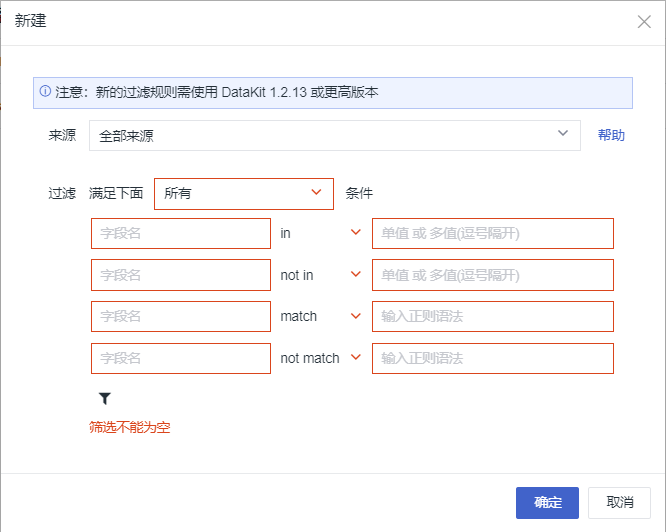 新建
注意：新的过滤规则需使用 DataKit 1.2.13 或更高版本
来源 全部来源 帮助
过滤 满足下面 所有 条件
字段名 in 单值 或 多值(逗号隔开)
字段名 not in 单值 或 多值(逗号隔开)
字段名 match 输入正则语法
字段名 not match 输入正则语法
筛选不能为空
确定 取消